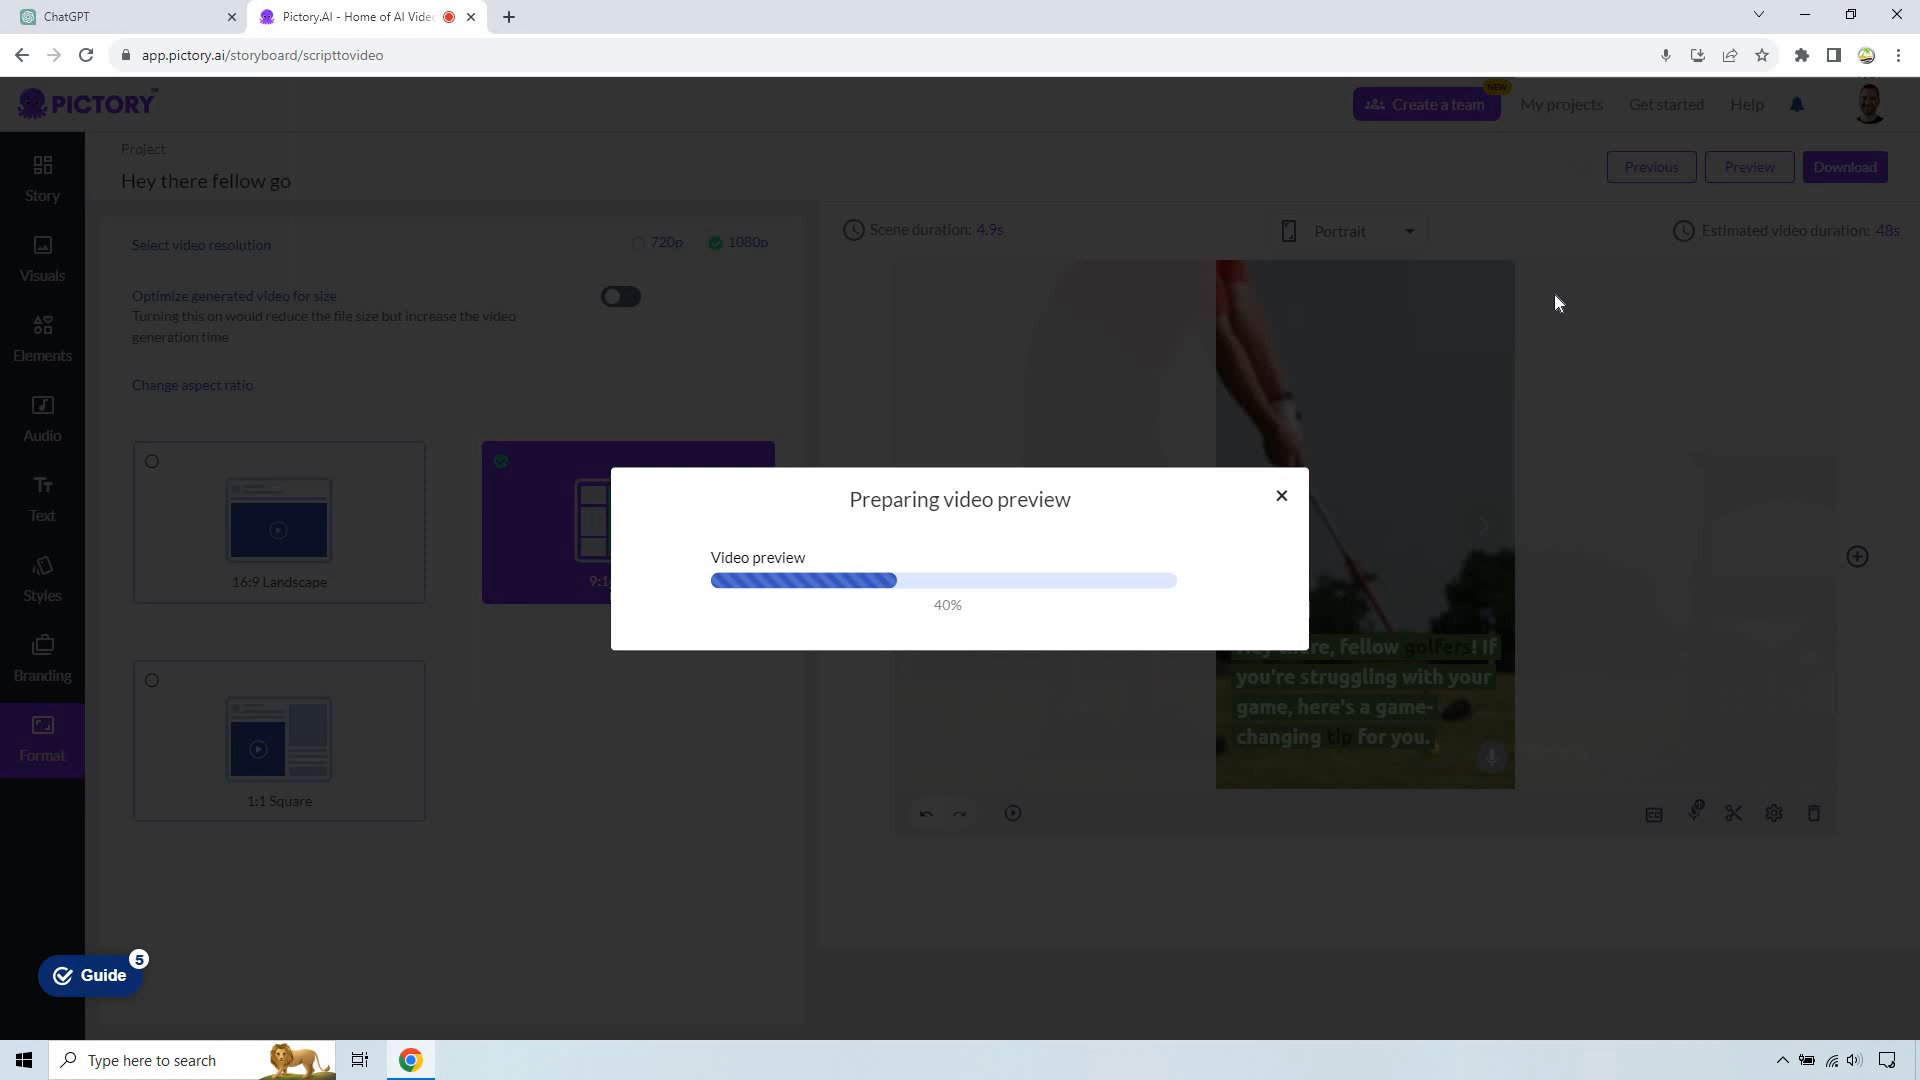 ChatGPT
Pictory.AI - Home of AI Vide
app.pictory.ai/storyboard/scripttovideo
PICTORY
NEW
Create a team
My projects
Get started
Help
Project
Hey there fellow go
Previous
Preview
Download
Story
Visuals
Elements
Audio
Text
Styles
Branding
Format
Select video resolution
720p
1080p
Optimize generated video for size
Turning this on would reduce the file size but increase the video
generation time
Change aspect ratio
16:9 Landscape
1:1 Square
Scene duration: 4.9s
Portrait
Estimated video duration: 48s
Preparing video preview
Video preview
40%
fellow golfers! If
you're struggling with your
game, here's a game-
changing tip for you.
CC
Guide
5
Type here to search